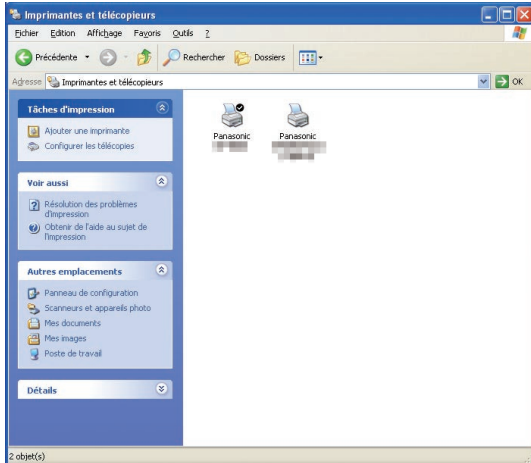 Imprimantes et télécopieurs
Fichier Edition Affichage Favoris Outils ?
Précédente Rechercher Dossiers
Adresse Imprimantes et télécopieurs OK
Tâches d'impression
Ajouter une imprimante
Configurer les télécopies
Voir aussi
Résolution des problèmes
d'impression
Obtenir de l'aide au sujet de
l'impression
Autres emplacements
Panneau de configuration
Scanneurs et appareils photo
Mes documents
Mes images
Poste de travail
Détails
Panasonic
Panasonic
2 objet(s)